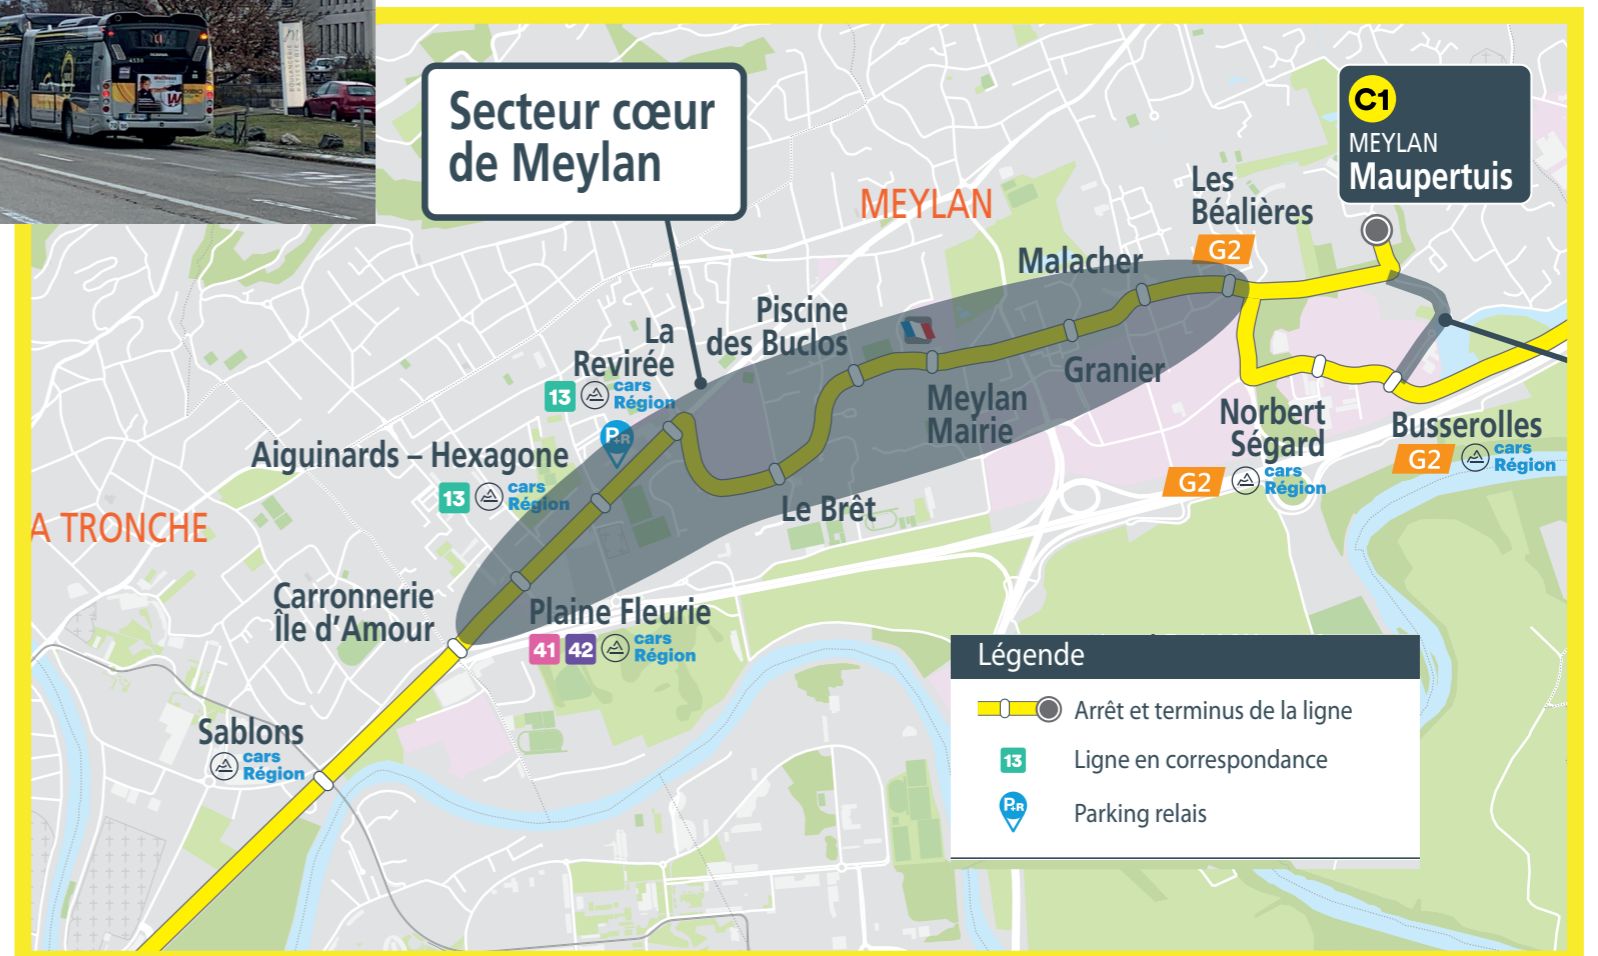 Secteur cœur
de Meylan
C1
MEYLAN
Maupertuis
MEYLAN
Les
Béalières
G2
Malacher
Piscine
des Buclos
La
Revirée
13
cars
Région
P+R
Granier
Meylan
Mairie
Norbert
Ségard
G2
cars
Région
Busserolles
G2
cars
Région
Aiguinards – Hexagone
13
cars
Région
Le Brêt
A TRONCHE
Carronnerie
Île d'Amour
Plaine Fleurie
41 42
cars
Région
Sablons
cars
Région
Légende
Arrêt et terminus de la ligne
13
Ligne en correspondance
P+R
Parking relais